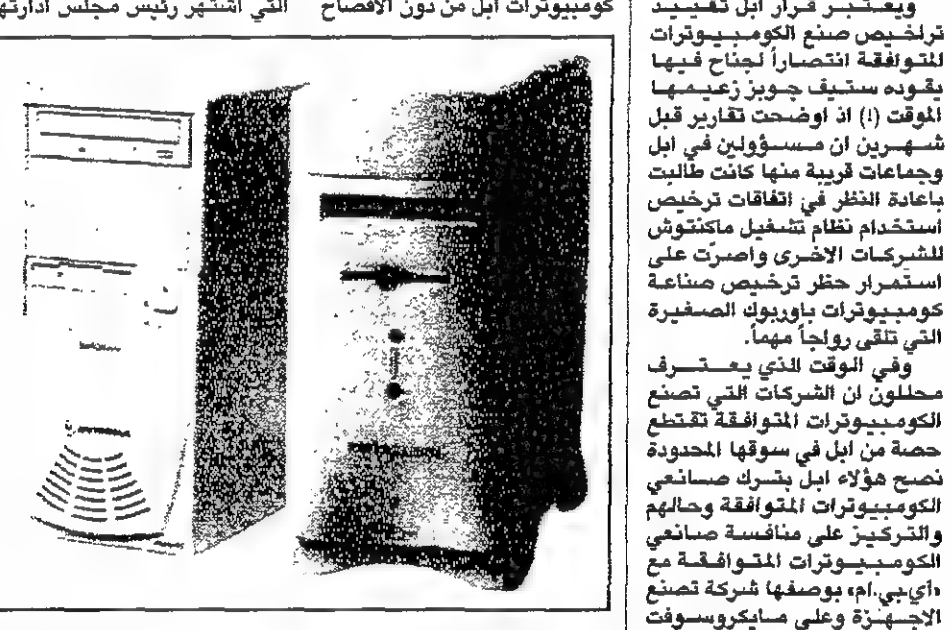 ويعتبر قرار ابل تقييد
تراخيص صنع الكومبيوترات
المتوافقة انتصاراً لجناح فيها
يقوده ستيف جوبز زعيمها
الموقت (!) اذ اوضحت تقارير قبل
شهرين ان مسؤولين في ابل
وجماعات قريبة منها كانت طالبت
باعادة النظر في اتفاقات ترخيص
استخدام نظام تشغيل ماكنتوش
للشركات الاخرى واصرّت على
استمرار حظر ترخيص صناعة
كومبيوترات باوربوك الصغيرة
التي تلقى رواجاً مهماً.
وفي الوقت الذي يعترف
محللون ان الشركات التي تصنع
الكومبيوترات المتوافقة تقتطع
حصة من ابل في سوقها المحدودة
نصح هؤلاء ابل بترك صانعي
الكومبيوترات المتوافقة وحالهم
والتركيز على منافسة صانعي
الكومبيوترات المتوافقة مع
«آي.بي.ام» بوصفها شركة تصنع
الاجهزة وعلى مايكروسوفت
كومبيوترات ابل من دون الافصاح
التي اشتهر رئيس مجلس ادارتها